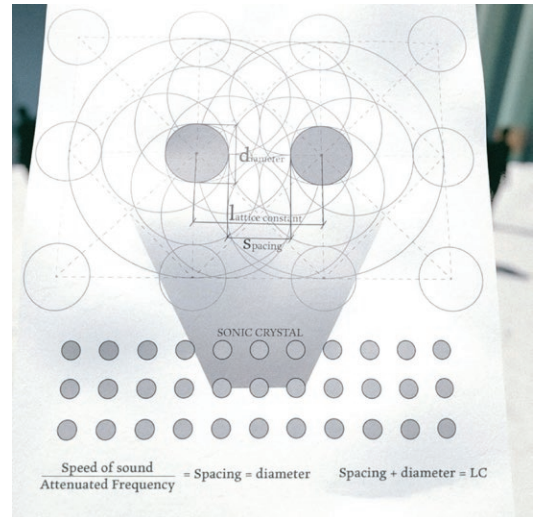 diameter
lattice constant
spacing
SONIC CRYSTAL
Speed of sound
Attenuated Frequency
= Spacing = diameter
Spacing + diameter = LC